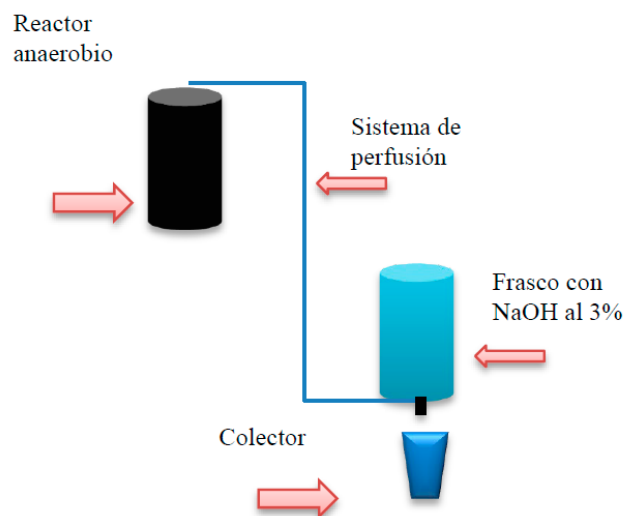 Reactor
anaerobio
Sistema de
perfusión
Frasco con
NaOH al 3%
Colector